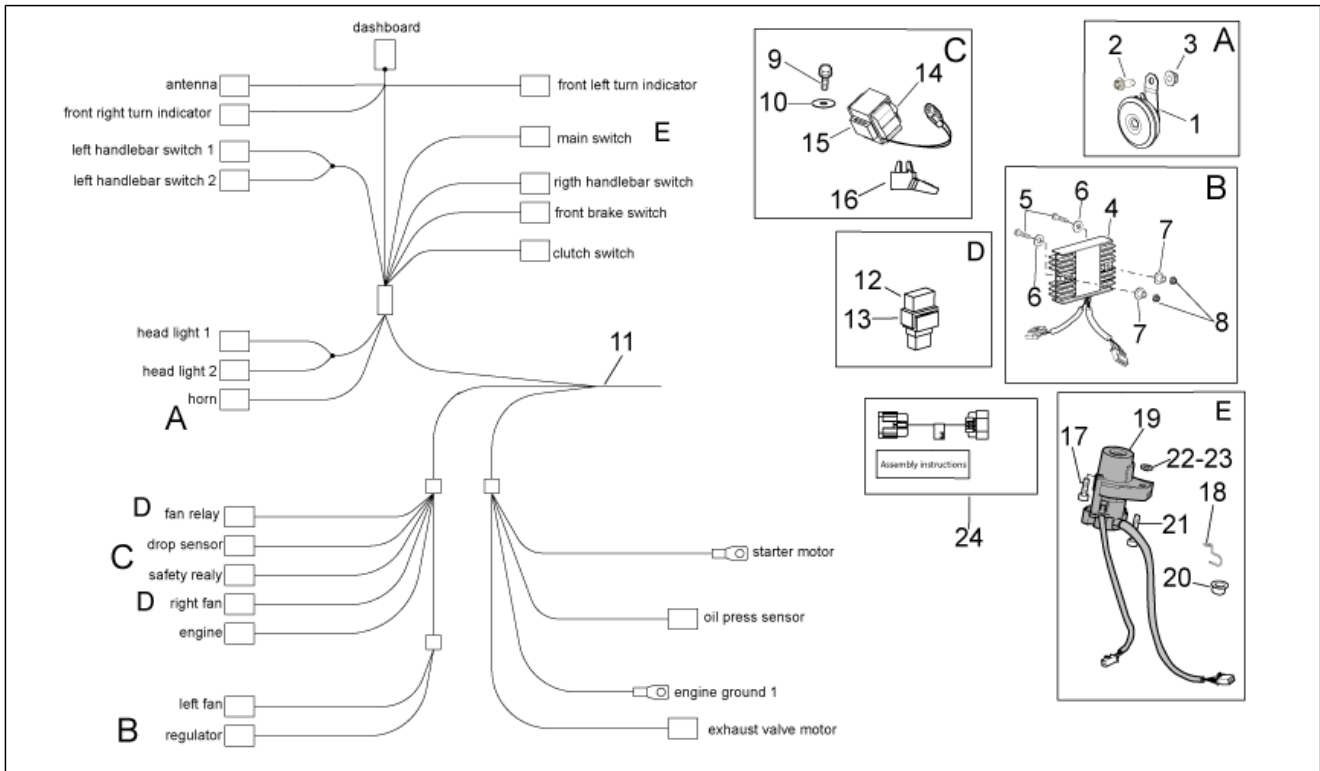 dashboard
antenna
front left turn indicator
front right turn indicator
main switch
E
left handlebar switch 1
left handlebar switch 2
rigth handlebar switch
front brake switch
clutch switch
head light 1
head light 2
horn
A
11
D
fan relay
drop sensor
C
safety realy
D
right fan
engine
left fan
B
regulator
starter motor
oil press sensor
engine ground 1
exhaust valve motor
C
9
14
10
15
16
D
12
13
Assembly instructions
24
A
2
3
1
B
5
6
4
7
6
7
8
E
19
17
22-23
18
21
20